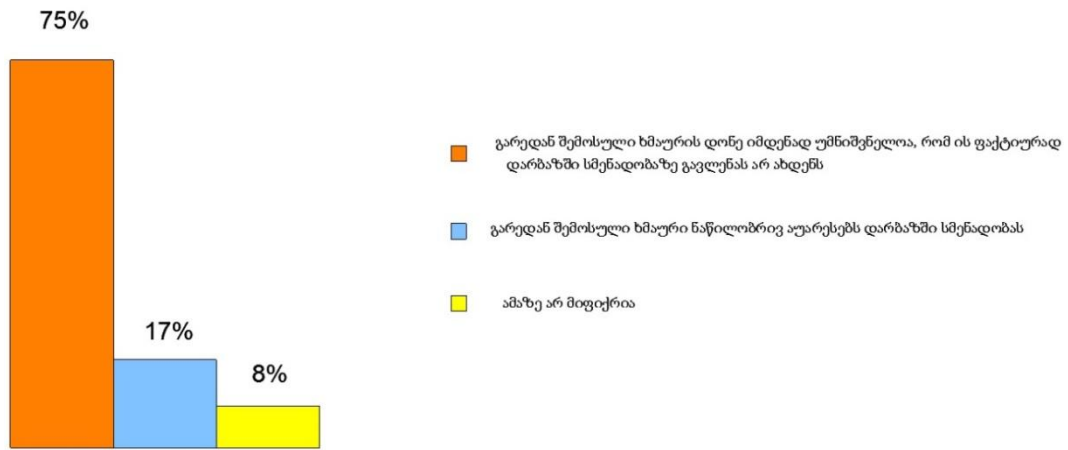 75%
17%
8%
გარედან შემოსული ხმაურის დონე იმდენად უმნიშვნელოა, რომ ის ფაქტიურად
დარბაზში სმენადობაზე გავლენას არ ახდენს
გარედან შემოსული ხმაური ნაწილობრივ აუარესებს დარბაზში სმენადობას
ამაზე არ მიფიქრია